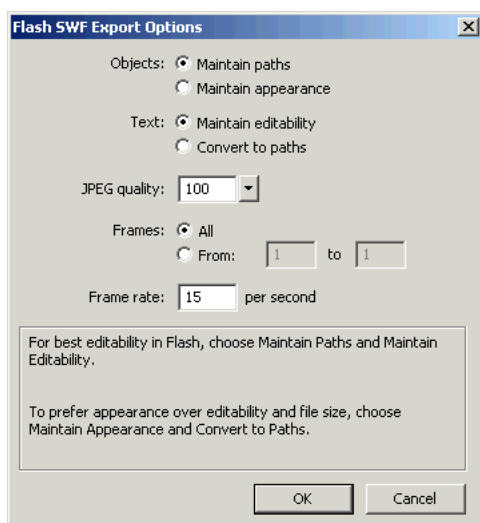 Flash SWF Export Options
Objects: Maintain paths
Maintain appearance
Text: Maintain editability
Convert to paths
JPEG quality: 100
Frames: All
From: 1 to 1
Frame rate: 15 per second
For best editability in Flash, choose Maintain Paths and Maintain
Editability.
To prefer appearance over editability and file size, choose
Maintain Appearance and Convert to Paths.
OK Cancel